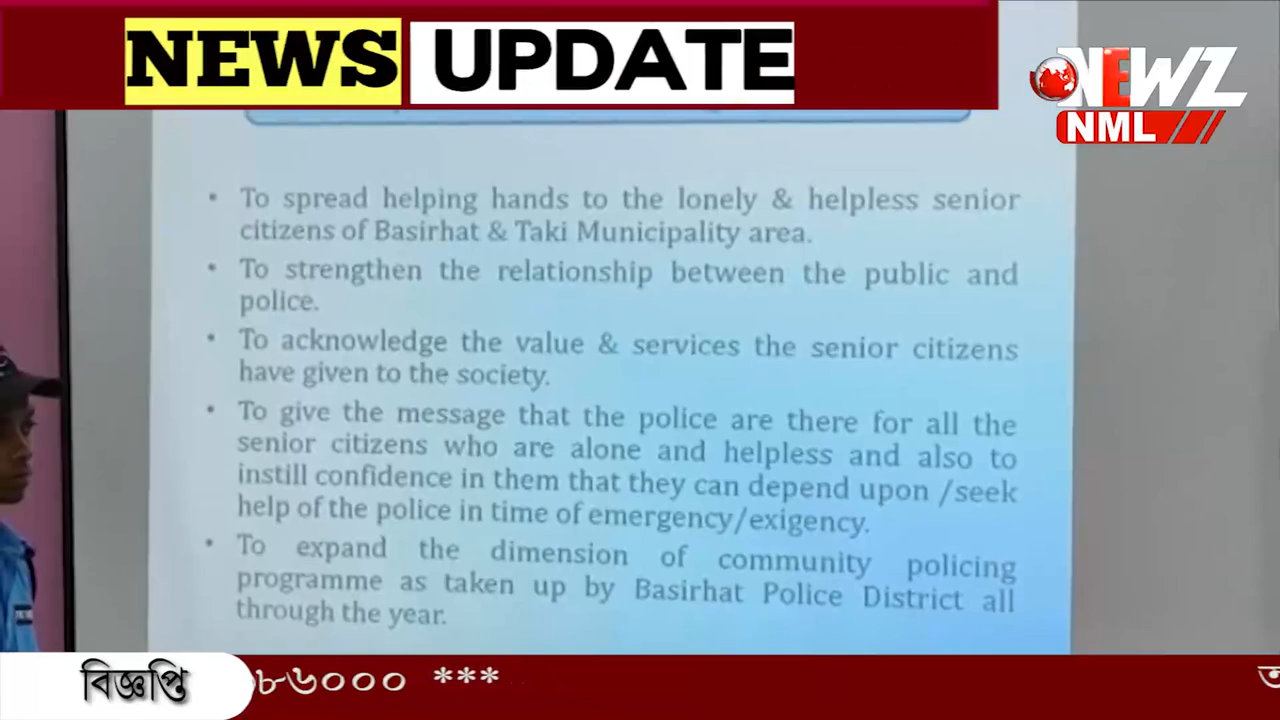 NEWS UPDATE
NEWZ
NML
• To spread helping hands to the lonely & helpless senior
citizens of Basirhat & Taki Municipality area.
• To strengthen the relationship between the public and
police.
• To acknowledge the value & services the senior citizens
have given to the society.
• To give the message that the police are there for all the
senior citizens who are alone and helpless and also to
instill confidence in them that they can depend upon /seek
help of the police in time of emergency/exigency.
• To expand the dimension of community policing
programme as taken up by Basirhat Police District all
through the year.
বিজ্ঞপ্তি
৮৬০০০ ***